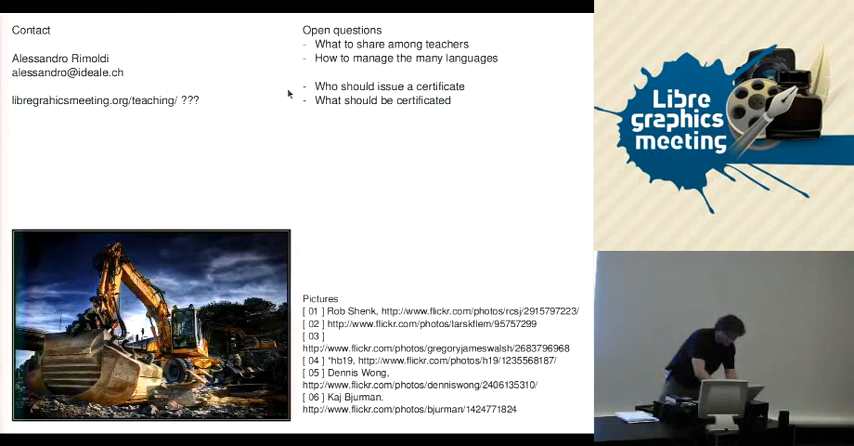 Contact
Alessandro Rimoldi
alessandro@ideale.ch
libregrahicsmeeting.org/teaching/ ???
Open questions
- What to share among teachers
- How to manage the many languages
- Who should issue a certificate
- What should be certificated
Pictures
[ 01 ] Rob Shenk, http://www.flickr.com/photos/rcsj/2915797223/
[ 02 ] http://www.flickr.com/photos/larskflem/95757299
[ 03 ]
http://www.flickr.com/photos/gregoryjameswalsh/2683796968
[ 04 ] *hb19, http://www.flickr.com/photos/h19/1235568187/
[ 05 ] Dennis Wong,
http://www.flickr.com/photos/denniswong/2406135310/
[ 06 ] Kaj Bjurman,
http://www.flickr.com/photos/bjurman/1424771824
Libre
graphics
meeting